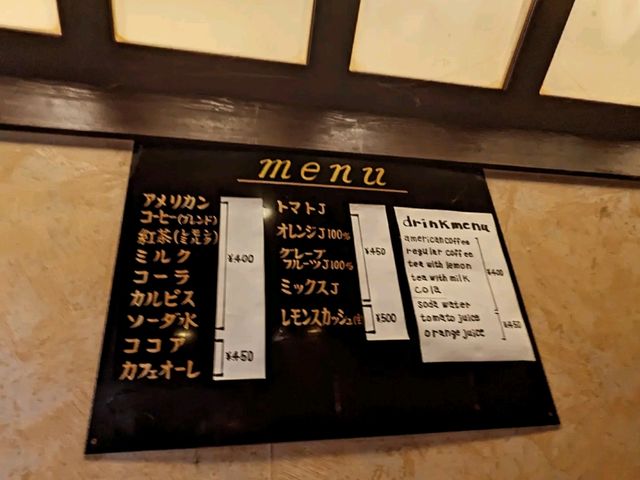 menu
アメリカン
コーヒー(ブレンド)
紅茶
ミルク
コーラ
カルピス
ソーダ水
¥400
ココア
カフェオーレ
¥450
トマトJ
オレンジJ100%
グレープ
フルーツJ100%
ミックスJ
¥450
レモンスカッシュ
¥500
drink menu
american coffee
regular coffee
tea with lemon
tea with milk
cola
¥400
soda water
tomato juice
orange juice
¥450